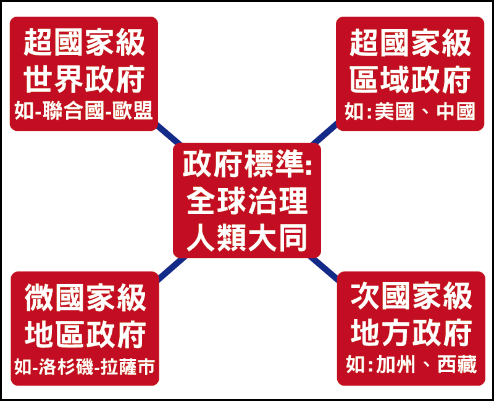 超國家級
世界政府
如-聯合國-歐盟
超國家級
區域政府
如:美國、中國
政府標準:
全球治理
人類大同
微國家級
地區政府
如-洛杉磯-拉薩市
次國家級
地方政府
如:加州、西藏